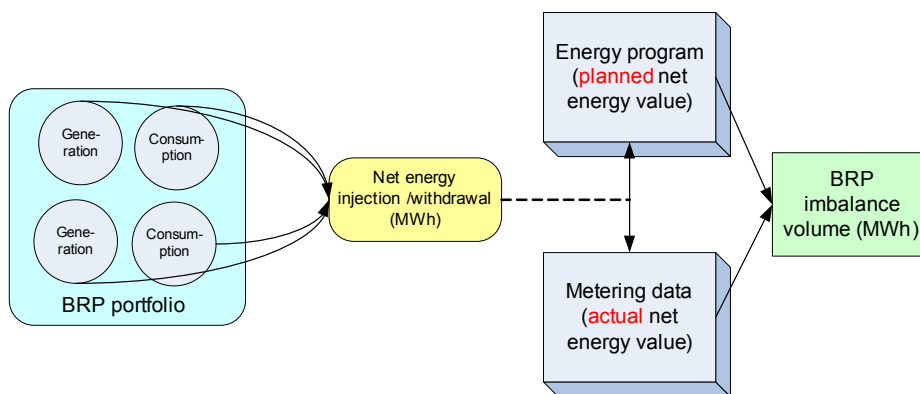 Gene-
ration
Consum-
ption
Gene-
ration
Consum-
ption
BRP portfolio
Net energy
injection /withdrawal
(MWh)
Energy program
(planned net
energy value)
Metering data
(actual net
energy value)
BRP
imbalance
volume (MWh)